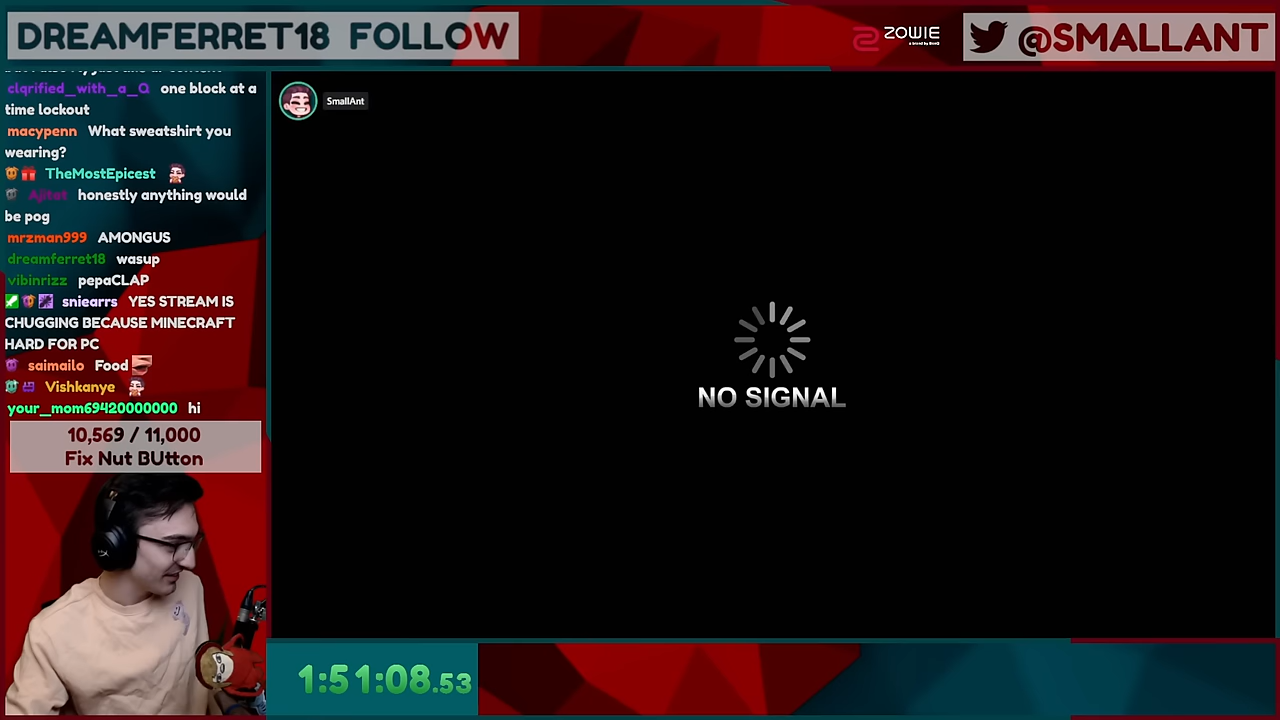 DREAMFERRET18 FOLLOW
ZOWIE
@SMALLANT
clqrified_with_a_Q one block at a
time lockout
macypenn What sweatshirt you
wearing?
TheMostEpicest
Ajitat honestly anything would
be pog
mrzman999 AMONGUS
dreamferret18 wasup
vibinrizz pepaCLAP
sniearrs YES STREAM IS
CHUGGING BECAUSE MINECRAFT
HARD FOR PC
saimailo Food
Vishkanye
your_mom69420000000 hi
10,569 / 11,000
Fix Nut BUtton
SmallAnt
NO SIGNAL
1:51:08.53